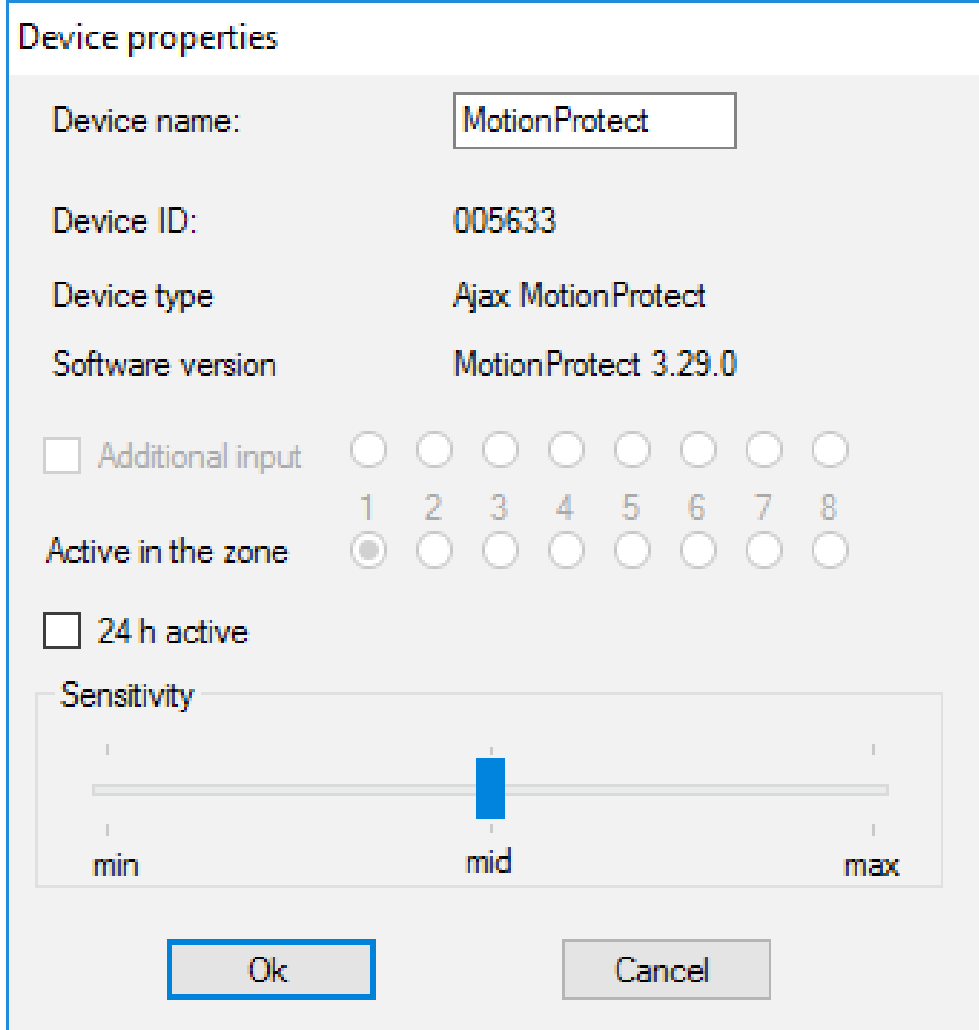 Device properties
Device name: MotionProtect
Device ID: 005633
Device type Ajax MotionProtect
Software version MotionProtect 3.29.0
Additional input
1 2 3 4 5 6 7 8
Active in the zone
24 h active
Sensitivity
min mid max
Ok Cancel